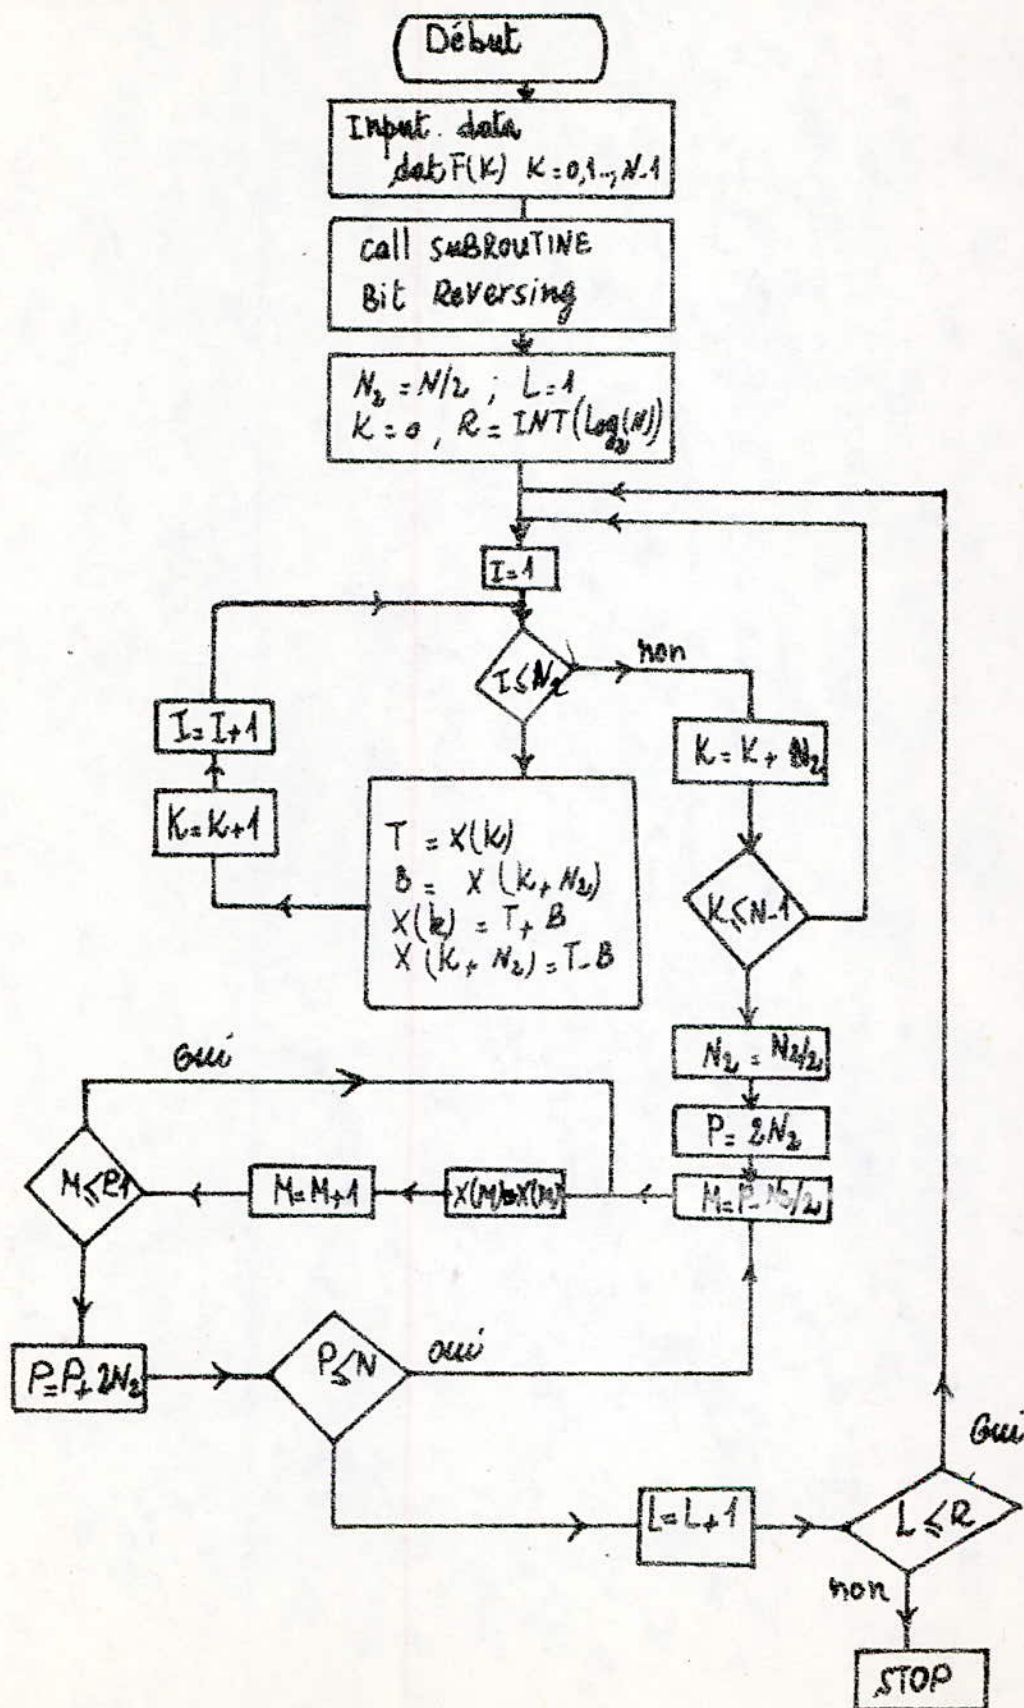 Début
Input data
dat F(K) K=0,1..,N-1
call SUBROUTINE
Bit Reversing
N₂ = N/2 ; L=1
K=0, R=INT(Log₂(N))
I=1
I≤N₂
non
I=I+1
K=K+N₂
K=K+1
T = X(K)
B = X(K+N₂)
X(k) = T+B
X(K+N₂)=T-B
K≤N-1
N₂ = N₂/2
oui
P=2N₂
M≤P-1
M=M+1
P=P+2N₂
P≤N
oui
oui
L=L+1
L≤R
non
STOP